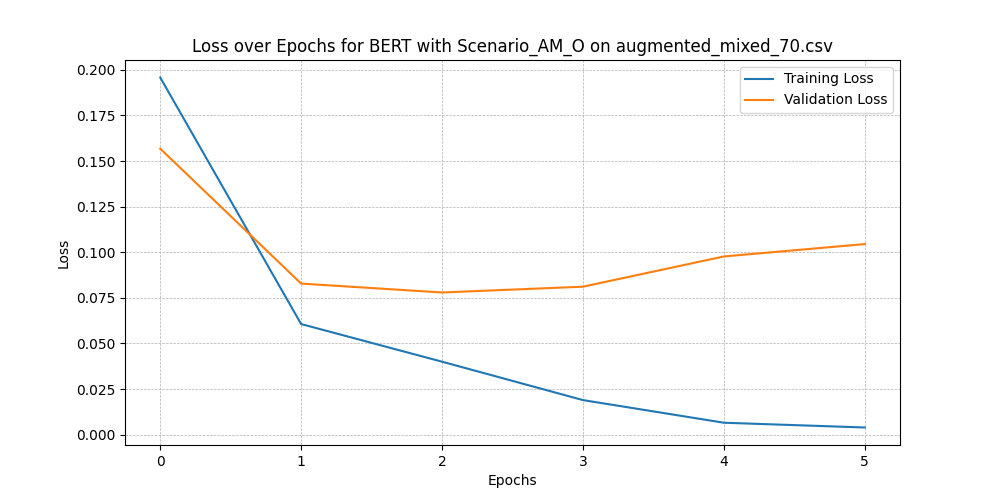 Loss over Epochs for BERT with Scenario_AM_O on augmented_mixed_70.csv
Training Loss
Validation Loss
0.200
0.175
0.150
0.125
0.100
0.075
0.050
0.025
0.000
Loss
0 1 2 3 4 5
Epochs